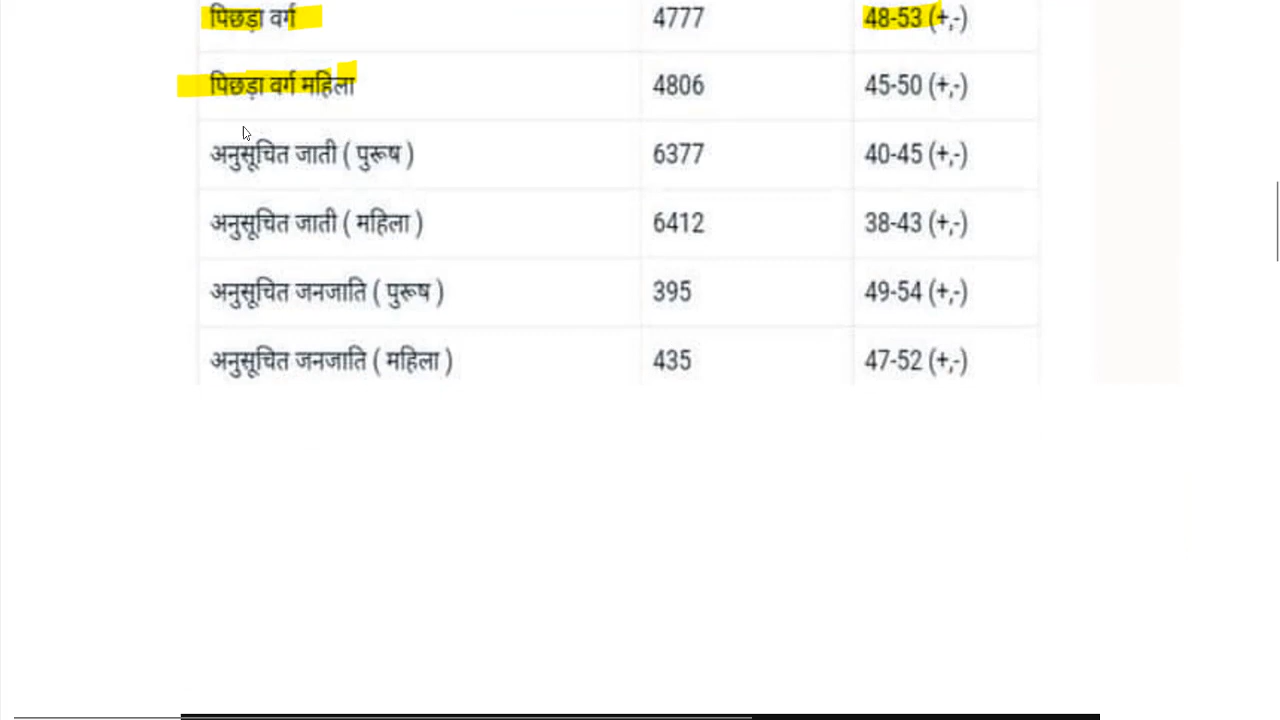 पिछड़ा वर्ग 4777 48-53 (+,-)
पिछड़ा वर्ग महिला 4806 45-50 (+,-)
अनुसूचित जाती ( पुरूष ) 6377 40-45 (+,-)
अनुसूचित जाती ( महिला ) 6412 38-43 (+,-)
अनुसूचित जनजाति ( पुरूष ) 395 49-54 (+,-)
अनुसूचित जनजाति ( महिला ) 435 47-52 (+,-)